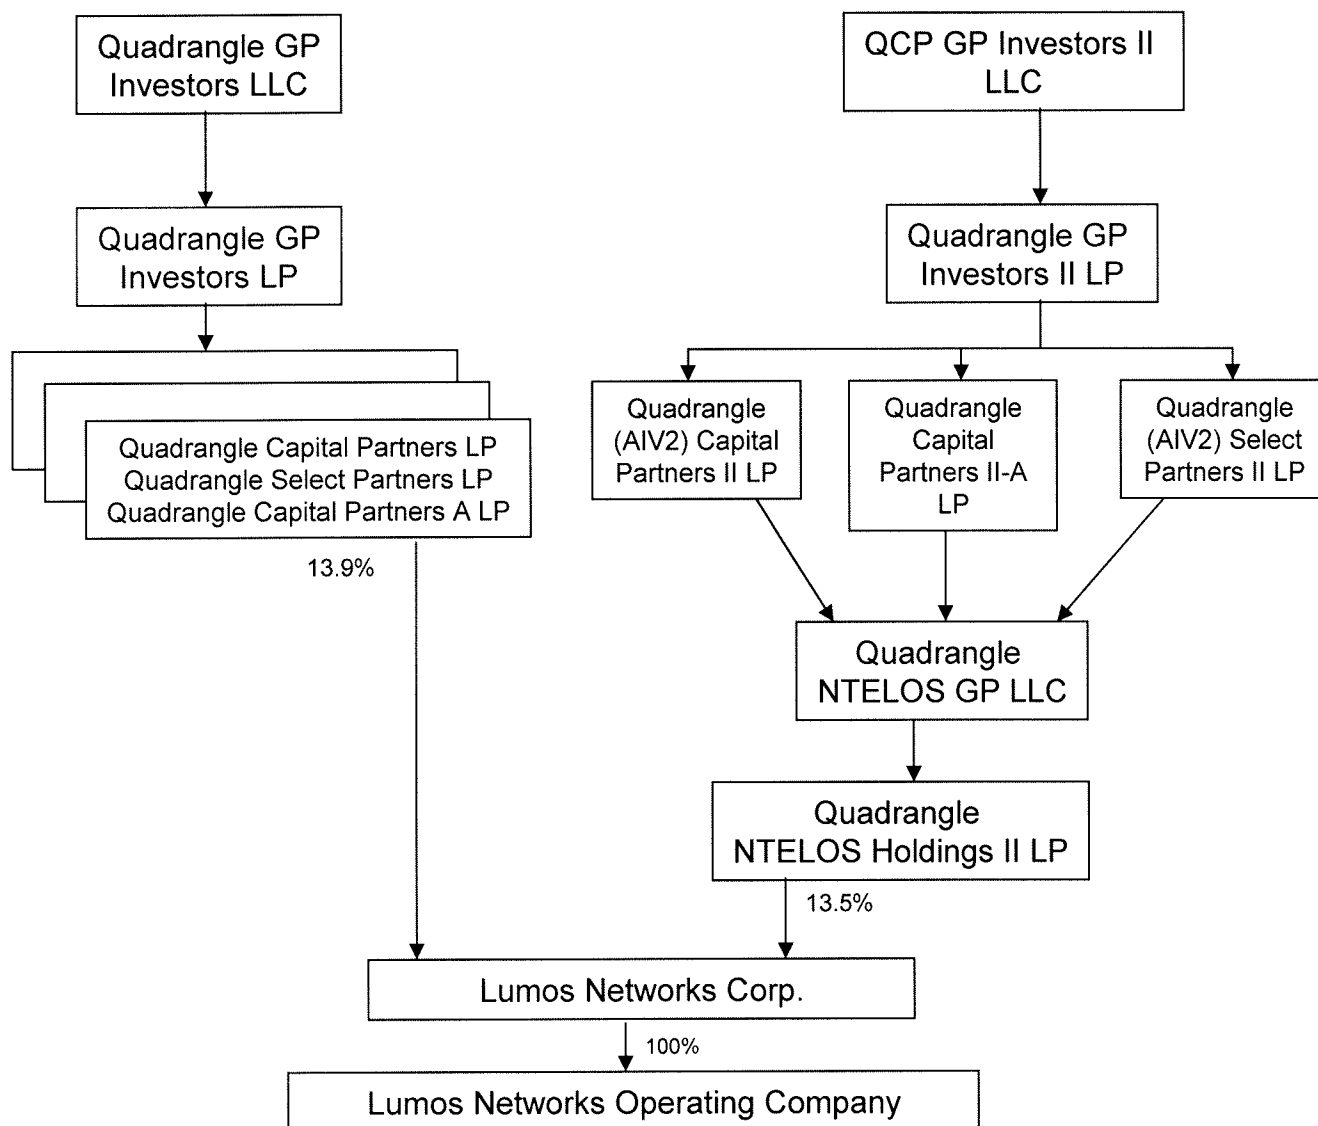 Quadrangle GP
Investors LLC
QCP GP Investors II
LLC
Quadrangle GP
Investors LP
Quadrangle GP
Investors II LP
Quadrangle Capital Partners LP
Quadrangle Select Partners LP
Quadrangle Capital Partners A LP
Quadrangle
(AIV2) Capital
Partners II LP
Quadrangle
Capital
Partners II-A
LP
Quadrangle
(AIV2) Select
Partners II LP
13.9%
Quadrangle
NTELOS GP LLC
Quadrangle
NTELOS Holdings II LP
13.5%
Lumos Networks Corp.
100%
Lumos Networks Operating Company